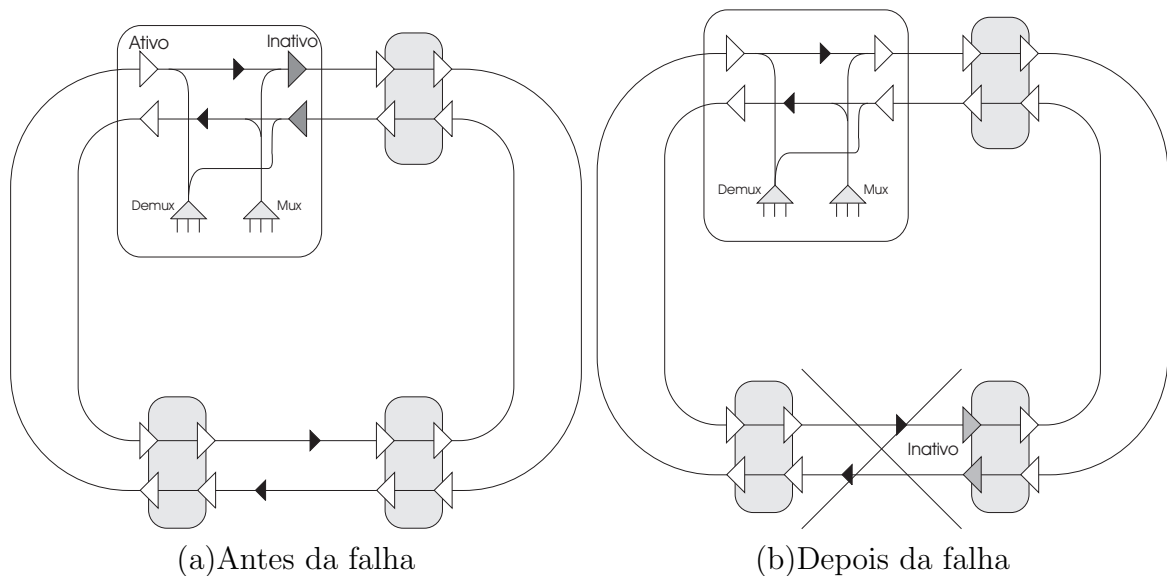 Ativo
Inativo
Demux
Mux
(a)Antes da falha
Demux
Mux
Inativo
(b)Depois da falha